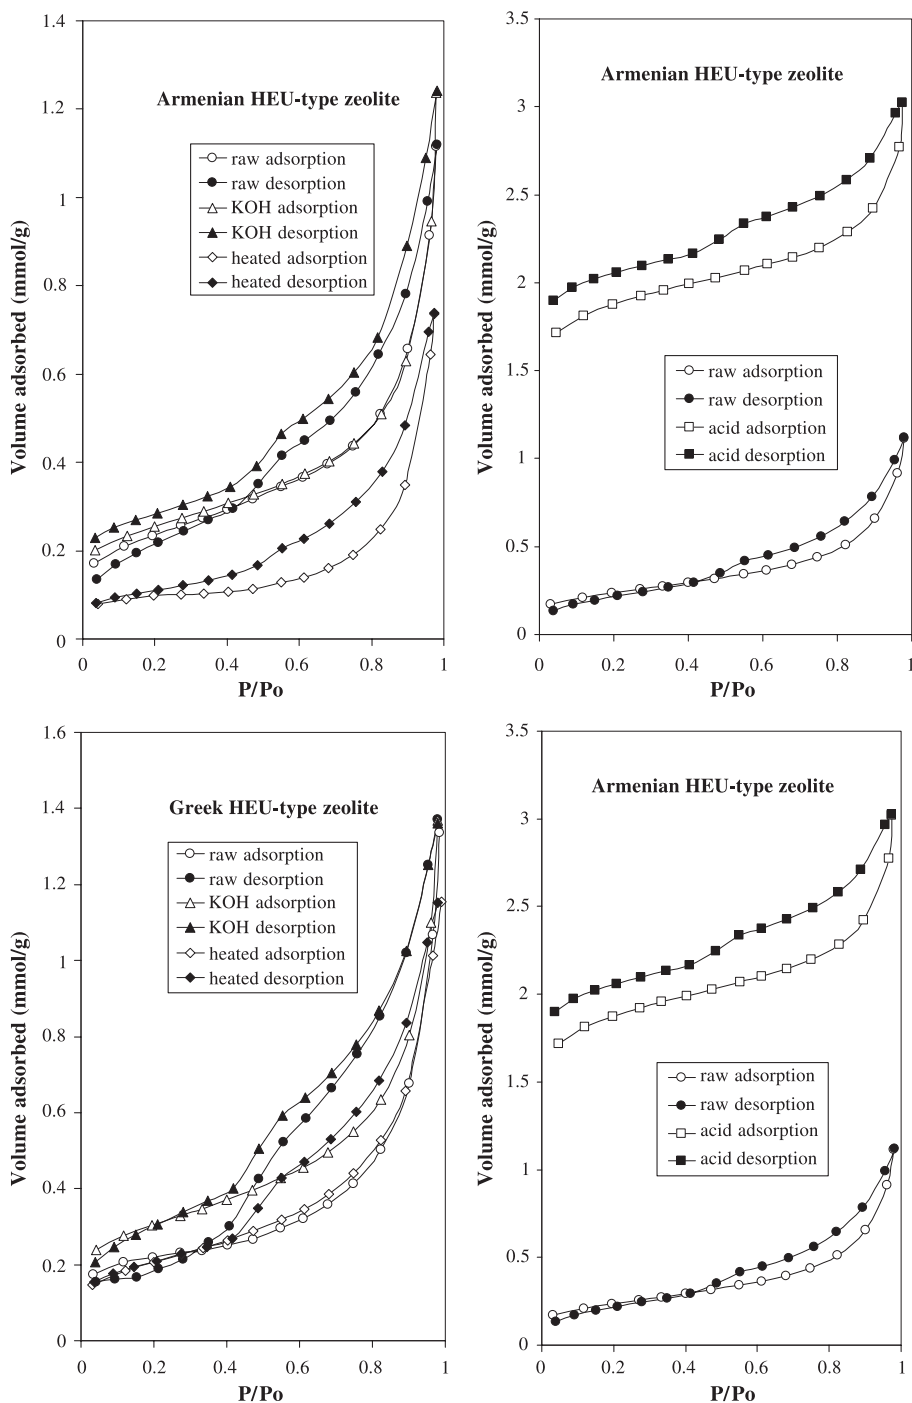 1.4
1.2
1
0.8
0.6
0.4
0.2
0
Volume adsorbed (mmol/g)
Armenian HEU-type zeolite
raw adsorption
raw desorption
KOH adsorption
KOH desorption
heated adsorption
heated desorption
0 0.2 0.4 0.6 0.8 1
P/Po
3.5
3
2.5
2
1.5
1
0.5
0
Volume adsorbed (mmol/g)
Armenian HEU-type zeolite
raw adsorption
raw desorption
acid adsorption
acid desorption
0 0.2 0.4 0.6 0.8 1
P/Po
1.6
1.4
1.2
1
0.8
0.6
0.4
0.2
0
Volume adsorbed (mmol/g)
Greek HEU-type zeolite
raw adsorption
raw desorption
KOH adsorption
KOH desorption
heated adsorption
heated desorption
0 0.2 0.4 0.6 0.8 1
P/Po
3.5
3
2.5
2
1.5
1
0.5
0
Volume adsorbed (mmol/g)
Armenian HEU-type zeolite
raw adsorption
raw desorption
acid adsorption
acid desorption
0 0.2 0.4 0.6 0.8 1
P/Po